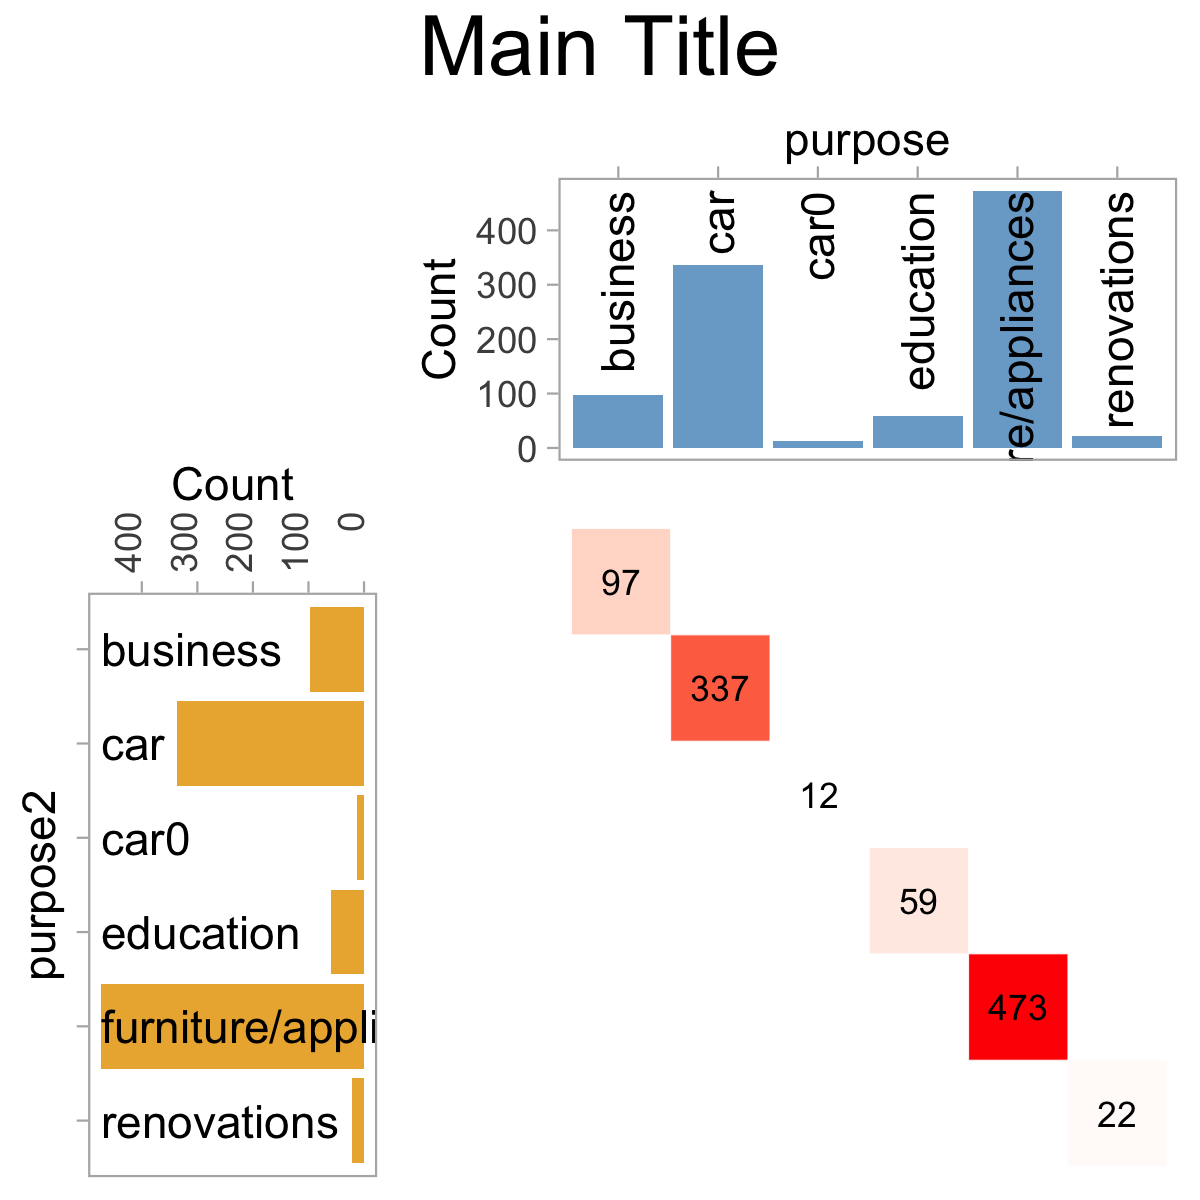 Main Title
purpose
Count
400
300
200
100
0
business
car
car0
education
re/appliances
renovations
Count
400
300
200
100
0
purpose2
business
car
car0
education
furniture/appli
renovations
97
337
12
59
473
22